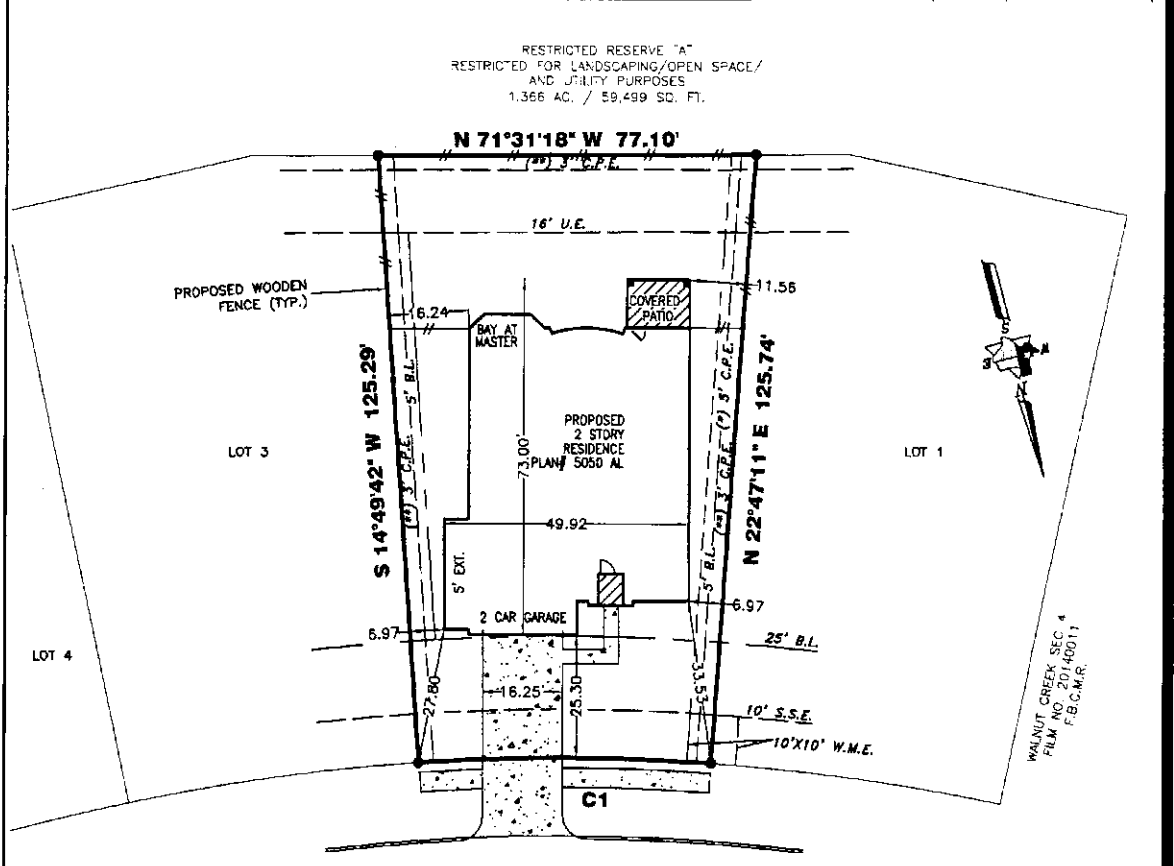 RESTRICTED RESERVE "A"
RESTRICTED FOR LANDSCAPING/OPEN SPACE/
AND UTILITY PURPOSES
1.366 AC. / 59,499 SQ. FT.
N 71°31'18" W 77.10'
(**) 3' C.P.E.
16' U.E.
PROPOSED WOODEN
FENCE (TYP.)
11.56
COVERED
PATIO
16.24
BAY AT
MASTER
S 14°49'42" W 125.29'
5' B.L.
(**) 3' C.P.E.
73.00'
PROPOSED
2 STORY
RESIDENCE
PLAN# 5050 AL
(**) 3' C.P.E. (*) 5' C.P.E.
5' B.L.
N 22°47'11" E 125.74'
S
N
LOT 3
LOT 1
49.92
5' EXT.
2 CAR GARAGE
6.97
6.97
25' B.L.
LOT 4
27.80
16.25'
25.30
33.53
10' S.S.E.
10'X10' W.M.E.
WALNUT CREEK SEC 4
FILM NO. 20140011
F.B.C.M.R.
C1